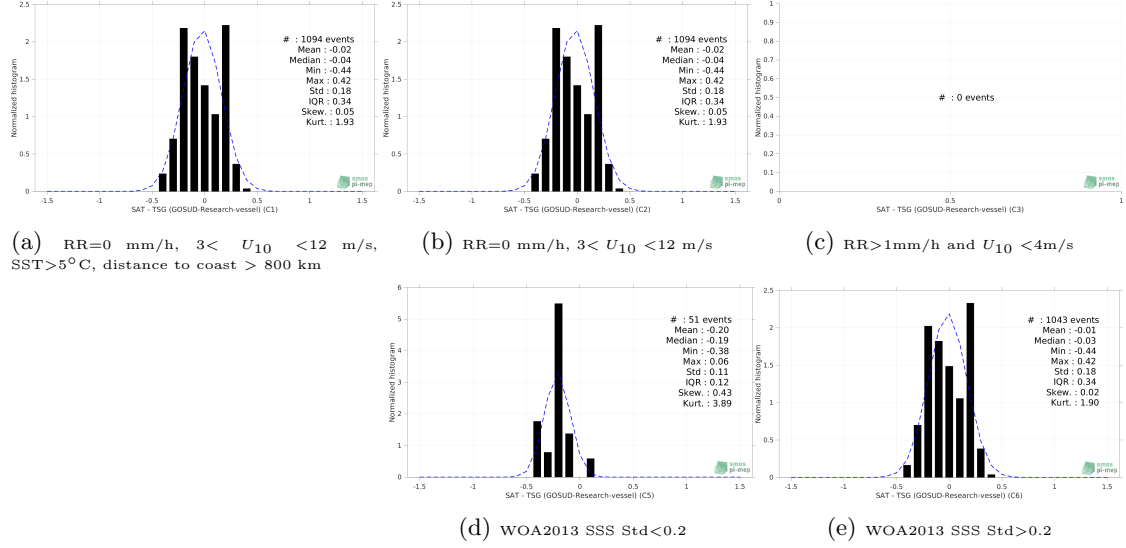 Normalized histogram
2.5
2
1.5
1
0.5
0
-1.5
-1
-0.5
0
0.5
1
1.5
# : 1094 events
Mean : -0.02
Median : -0.04
Min : -0.44
Max : 0.42
Std : 0.18
IQR : 0.34
Skew. : 0.05
Kurt. : 1.93
smos
pi-mep
SAT - TSG (GOSUD-Research-vessel) (C1)
(a) RR=0 mm/h, 3< U10 <12 m/s,
SST>5°C, distance to coast > 800 km
Normalized histogram
2.5
2
1.5
1
0.5
0
-1.5
-1
-0.5
0
0.5
1
1.5
# : 1094 events
Mean : -0.02
Median : -0.04
Min : -0.44
Max : 0.42
Std : 0.18
IQR : 0.34
Skew. : 0.05
Kurt. : 1.93
smos
pi-mep
SAT - TSG (GOSUD-Research-vessel) (C2)
(b) RR=0 mm/h, 3< U10 <12 m/s
Normalized histogram
1
0.9
0.8
0.7
0.6
0.5
0.4
0.3
0.2
0.1
0
0
0.5
1
# : 0 events
smos
pi-mep
SAT - TSG (GOSUD-Research-vessel) (C3)
(c) RR>1mm/h and U10 <4m/s
Normalized histogram
6
5
4
3
2
1
0
-1.5
-1
-0.5
0
0.5
1
1.5
# : 51 events
Mean : -0.20
Median : -0.19
Min : -0.38
Max : 0.06
Std : 0.11
IQR : 0.12
Skew. : 0.43
Kurt. : 3.89
smos
pi-mep
SAT - TSG (GOSUD-Research-vessel) (C5)
(d) WOA2013 SSS Std<0.2
Normalized histogram
2.5
2
1.5
1
0.5
0
-1.5
-1
-0.5
0
0.5
1
1.5
# : 1043 events
Mean : -0.01
Median : -0.03
Min : -0.44
Max : 0.42
Std : 0.18
IQR : 0.34
Skew. : 0.02
Kurt. : 1.90
smos
pi-mep
SAT - TSG (GOSUD-Research-vessel) (C6)
(e) WOA2013 SSS Std>0.2